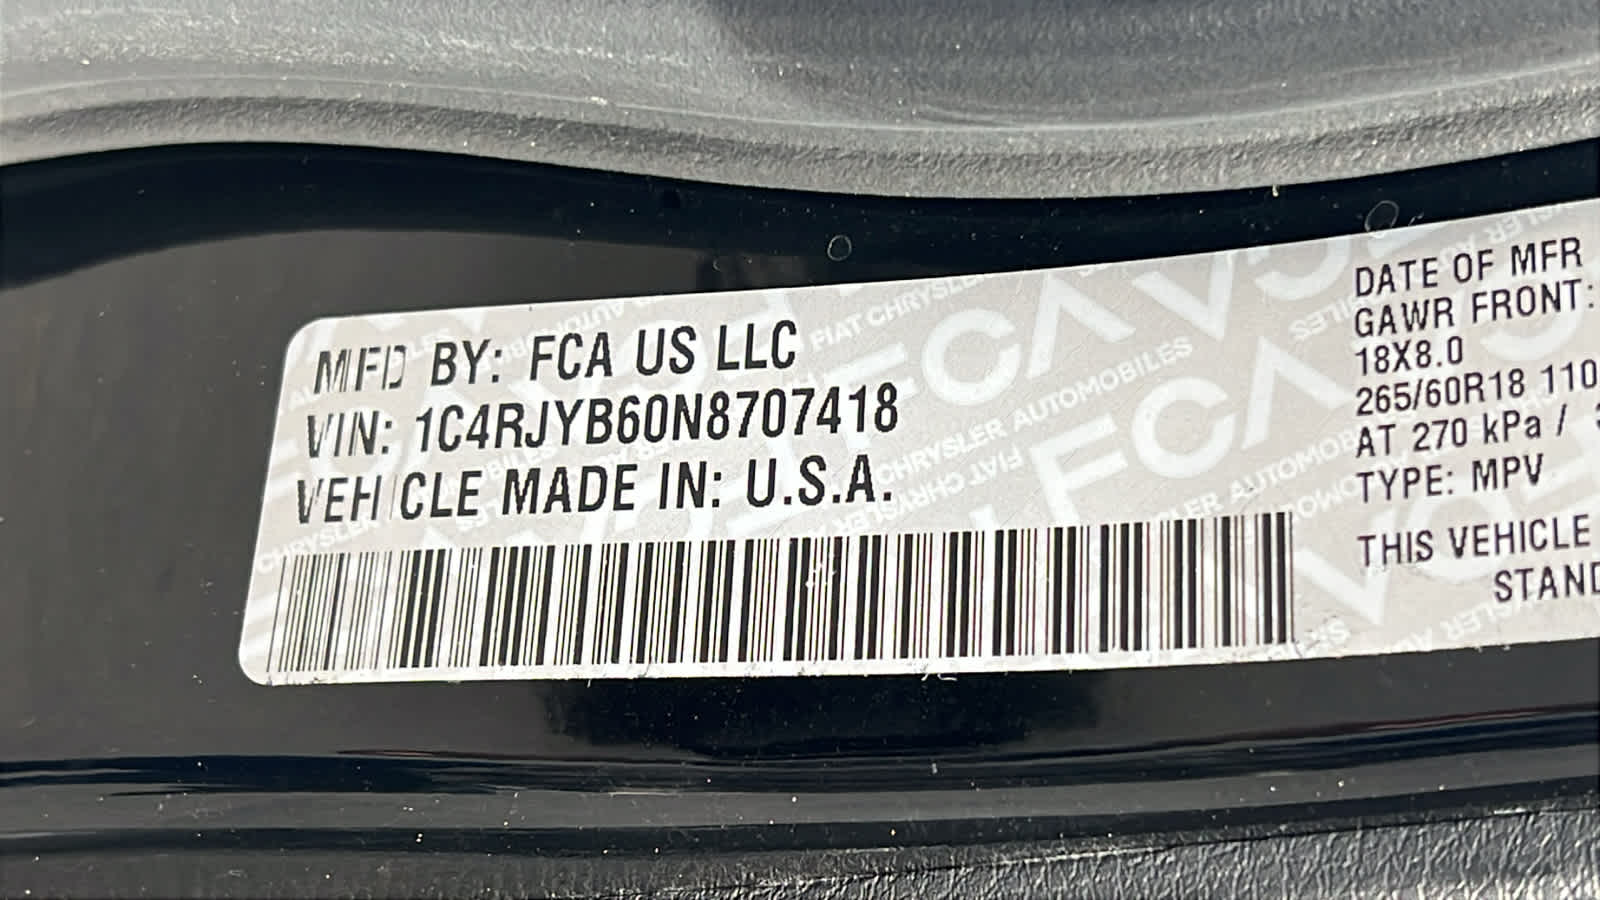 MFD BY: FCA US LLC
VIN: 1C4RJYB60N8707418
VEHICLE MADE IN: U.S.A.
DATE OF MFR
GAWR FRONT:
18X8.0
265/60R18 110
AT 270 kPa /
TYPE: MPV
THIS VEHICLE
STAND